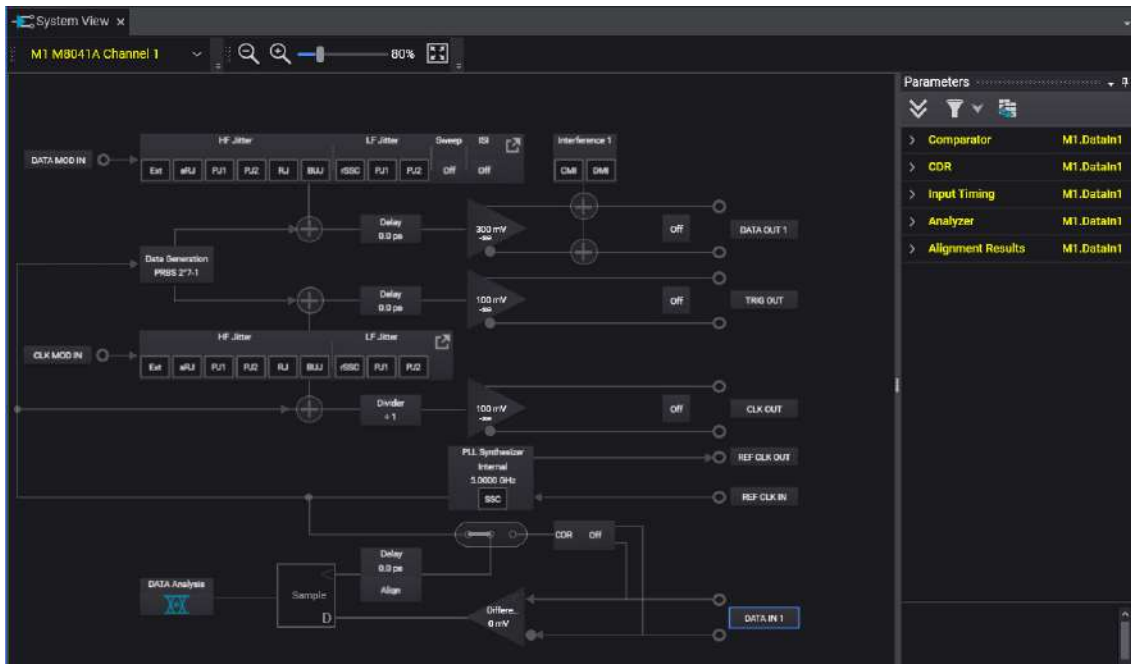 System View ×
M1 M8041A Channel 1
80%
Parameters
Comparator M1.DataIn1
CDR M1.DataIn1
Input Timing M1.DataIn1
Analyzer M1.DataIn1
Alignment Results M1.DataIn1
HF Jitter LF Jitter Sweep ISI Interference 1
DATA MOD IN
Ext sRJ PJ1 PJ2 RJ BUJ rSSC PJ1 PJ2 Off Off CMI DMI
Delay
0.0 ps
300 mV
Off
DATA OUT 1
Data Generation
PRBS 2^7-1
Delay
0.0 ps
100 mV
Off
TRIG OUT
HF Jitter LF Jitter
CLK MOD IN
Ext sRJ PJ1 PJ2 RJ BUJ rSSC PJ1 PJ2
Divider
÷ 1
100 mV
Off
CLK OUT
PLL Synthesizer
Internal
5.0000 GHz
SSC
REF CLK OUT
REF CLK IN
CDR Off
Delay
0.0 ps
Align
DATA Analysis
Sample
D
Differe...
0 mV
DATA IN 1